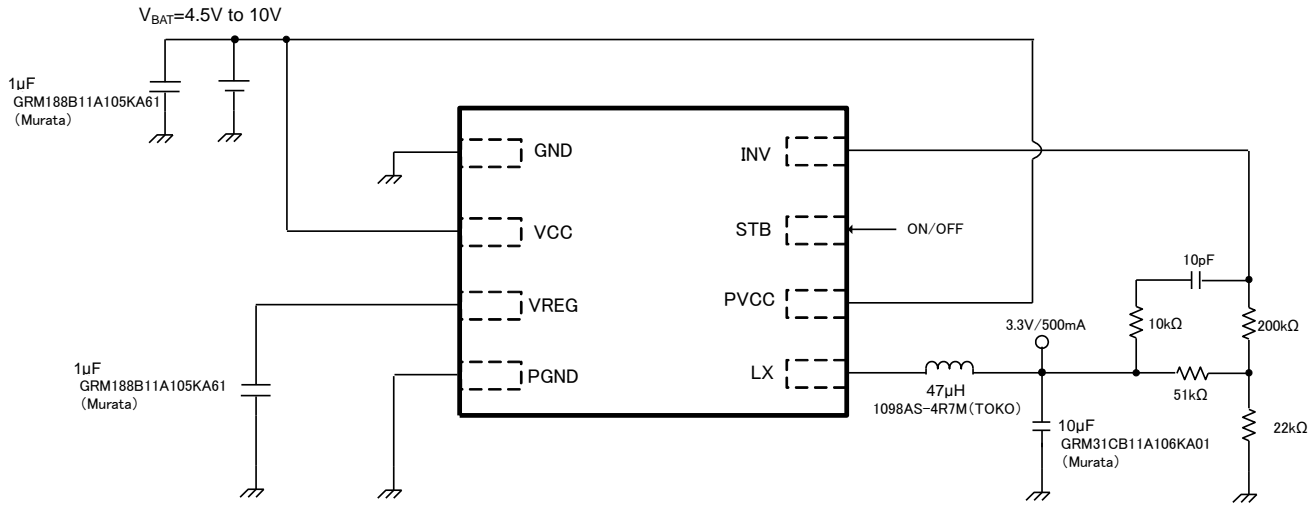 VBAT=4.5V to 10V
1μF
GRM188B11A105KA61
(Murata)
GND
INV
VCC
STB
ON/OFF
VREG
PVCC
PGND
LX
1μF
GRM188B11A105KA61
(Murata)
10pF
10kΩ
200kΩ
3.3V/500mA
51kΩ
47μH
1098AS-4R7M(TOKO)
10μF
GRM31CB11A106KA01
(Murata)
22kΩ